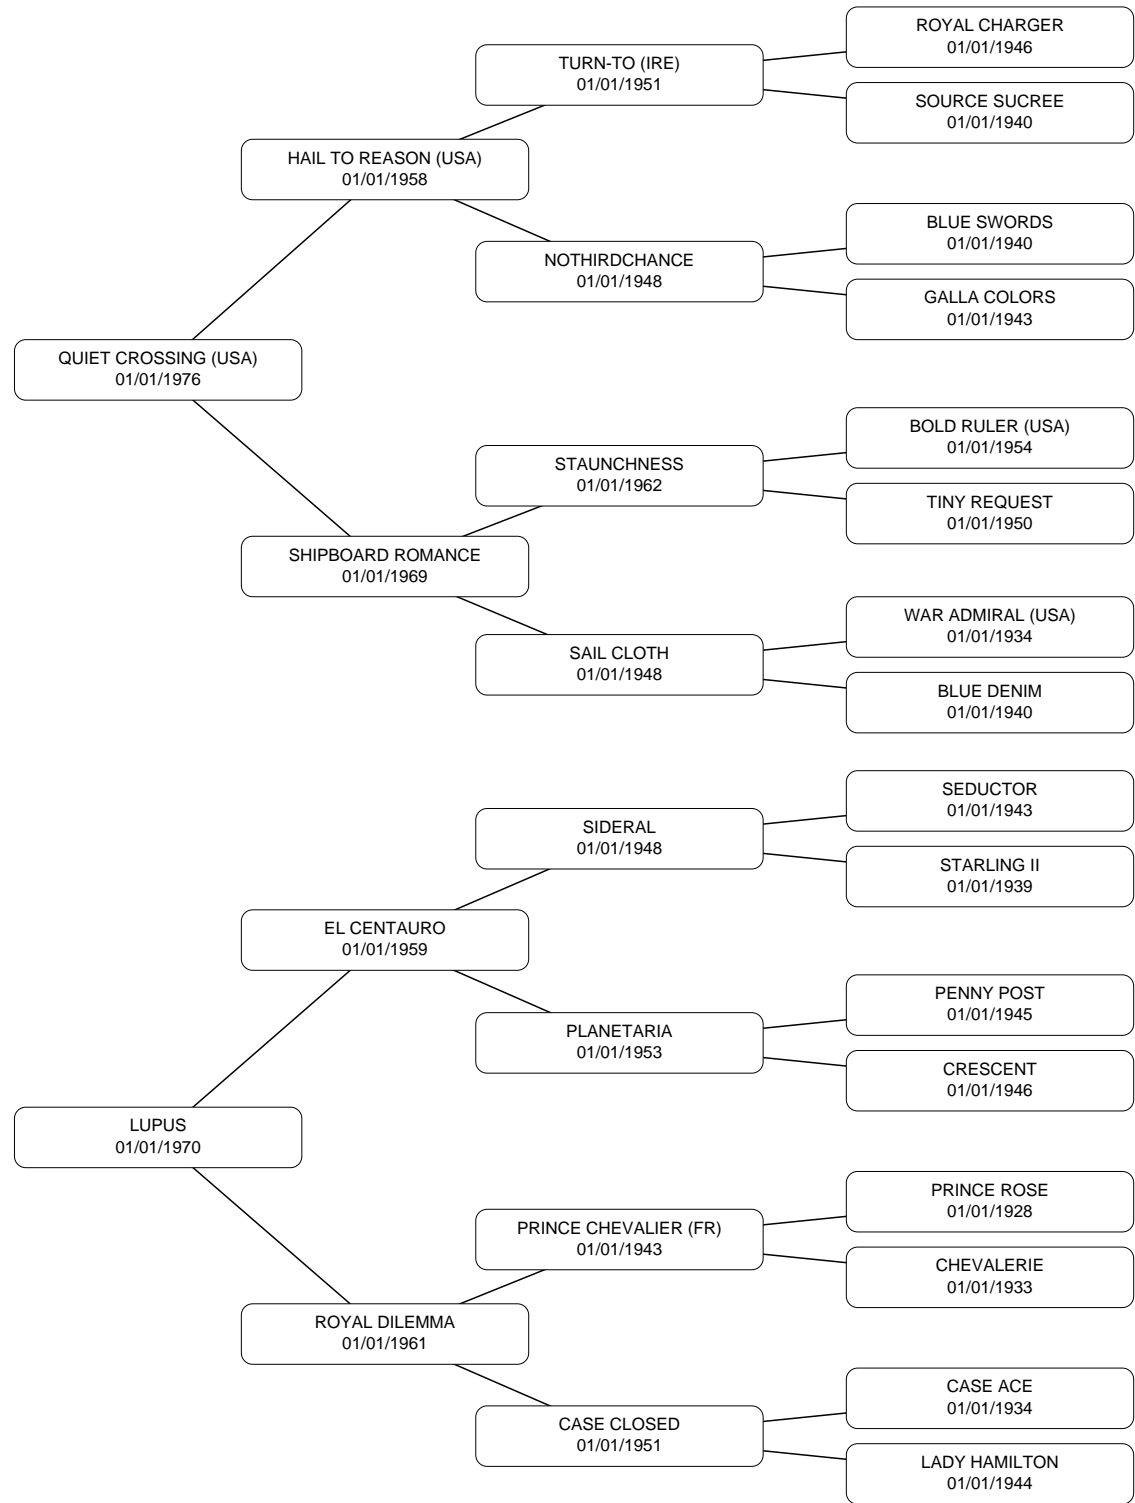 ROYAL CHARGER
01/01/1946
TURN-TO (IRE)
01/01/1951
SOURCE SUCREE
01/01/1940
HAIL TO REASON (USA)
01/01/1958
BLUE SWORDS
01/01/1940
NOTHIRDCHANCE
01/01/1948
GALLA COLORS
01/01/1943
QUIET CROSSING (USA)
01/01/1976
BOLD RULER (USA)
01/01/1954
STAUNCHNESS
01/01/1962
TINY REQUEST
01/01/1950
SHIPBOARD ROMANCE
01/01/1969
WAR ADMIRAL (USA)
01/01/1934
SAIL CLOTH
01/01/1948
BLUE DENIM
01/01/1940
SEDUCTOR
01/01/1943
SIDERAL
01/01/1948
STARLING II
01/01/1939
EL CENTAURO
01/01/1959
PENNY POST
01/01/1945
PLANETARIA
01/01/1953
CRESCENT
01/01/1946
LUPUS
01/01/1970
PRINCE ROSE
01/01/1928
PRINCE CHEVALIER (FR)
01/01/1943
CHEVALERIE
01/01/1933
ROYAL DILEMMA
01/01/1961
CASE ACE
01/01/1934
CASE CLOSED
01/01/1951
LADY HAMILTON
01/01/1944